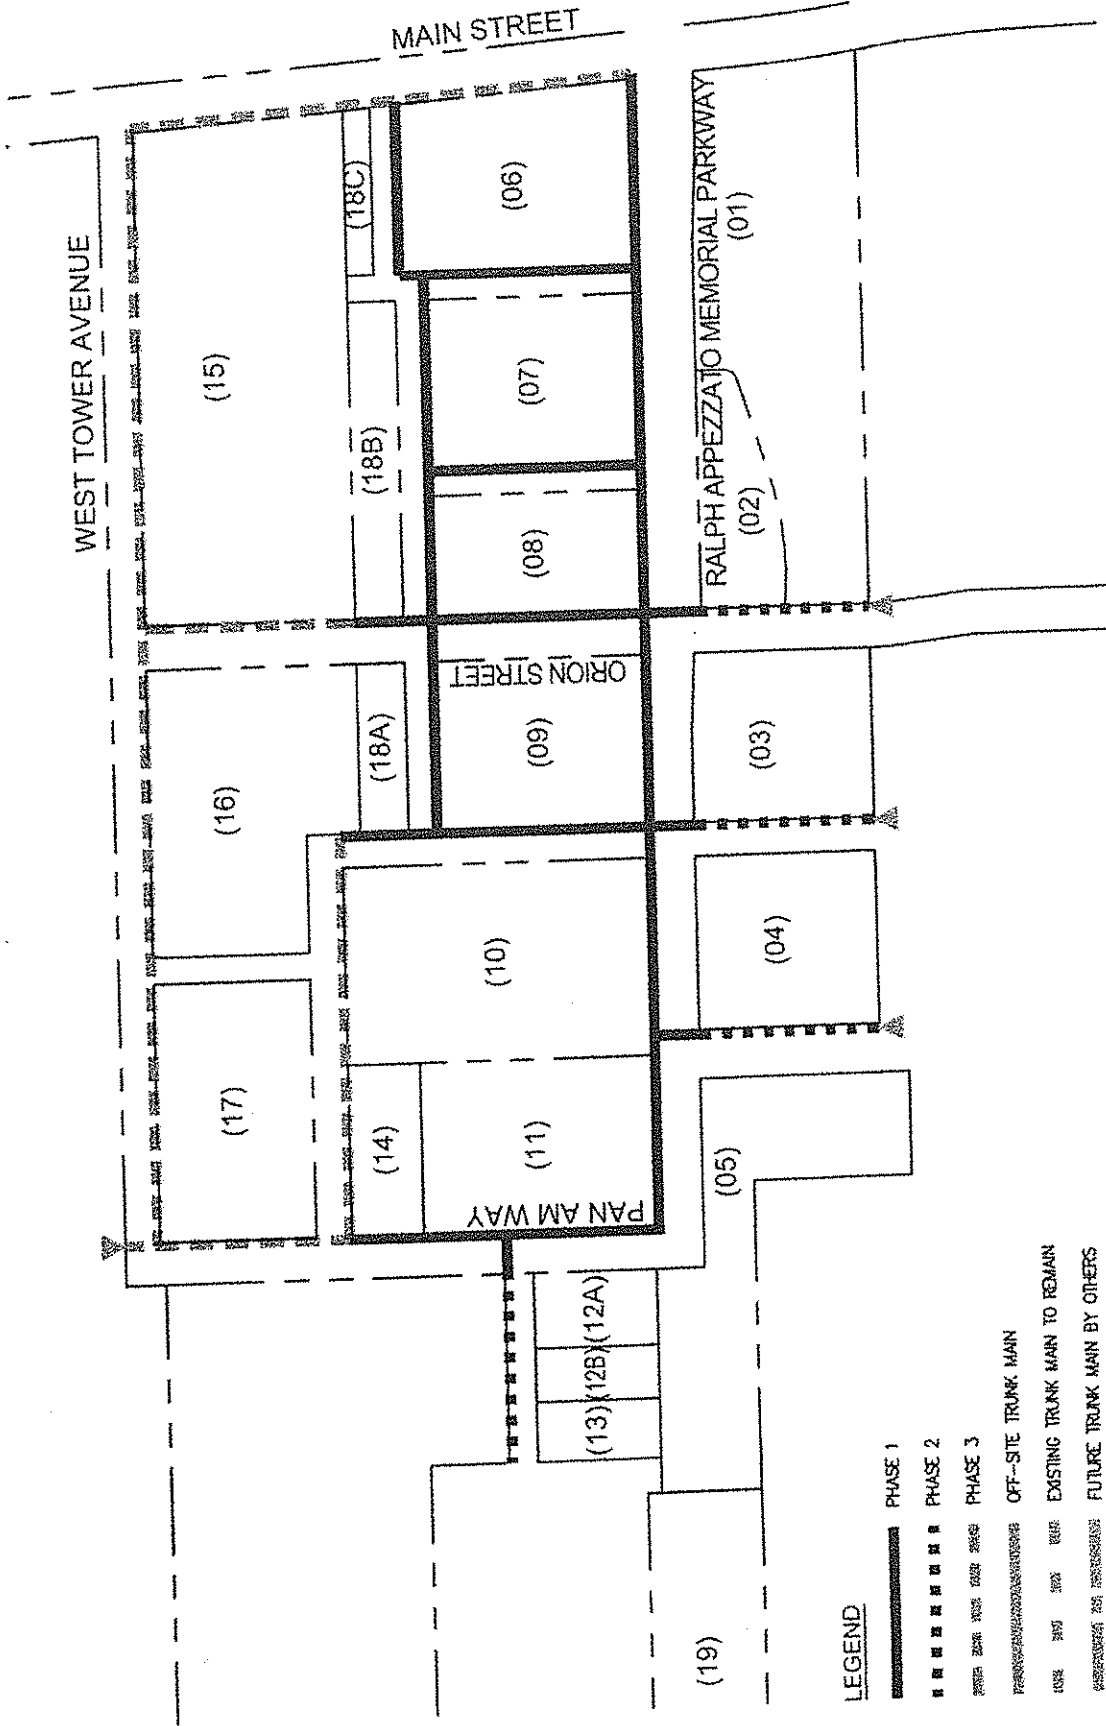 MAIN STREET
WEST TOWER AVENUE
(15)
(18C)
(06)
(18B)
(07)
RALPH APPEZZATO MEMORIAL PARKWAY
(01)
(08)
(02)
(16)
(18A)
ORION STREET
(09)
(03)
(10)
(04)
(17)
(14)
(11)
PAN AM WAY
(05)
(12A)
(12B)
(13)
(19)
LEGEND
PHASE 1
PHASE 2
PHASE 3
OFF-SITE TRUNK MAIN
EXISTING TRUNK MAIN TO REMAIN
FUTURE TRUNK MAIN BY OTHERS